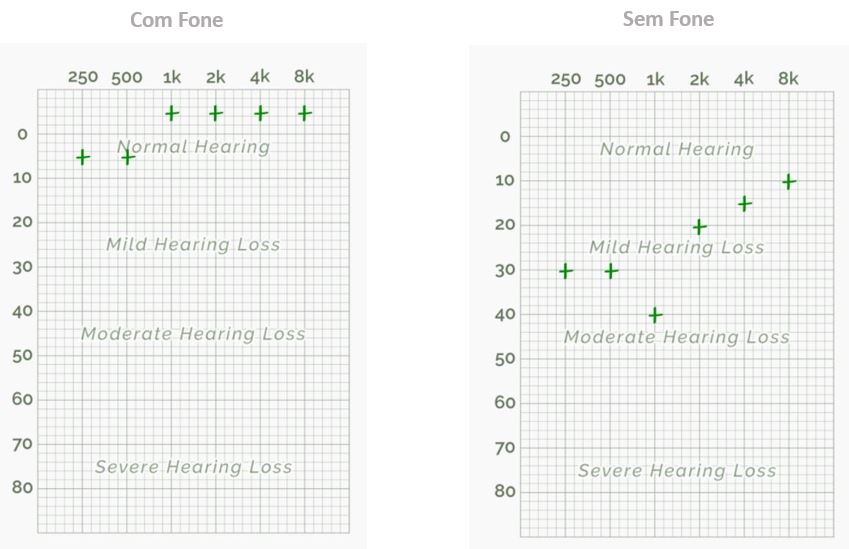 Com Fone
250 500 1k 2k 4k 8k
0
Normal Hearing
10
20
Mild Hearing Loss
30
40
Moderate Hearing Loss
50
60
70
Severe Hearing Loss
80
Sem Fone
250 500 1k 2k 4k 8k
0
Normal Hearing
10
20
Mild Hearing Loss
30
40
Moderate Hearing Loss
50
60
70
Severe Hearing Loss
80